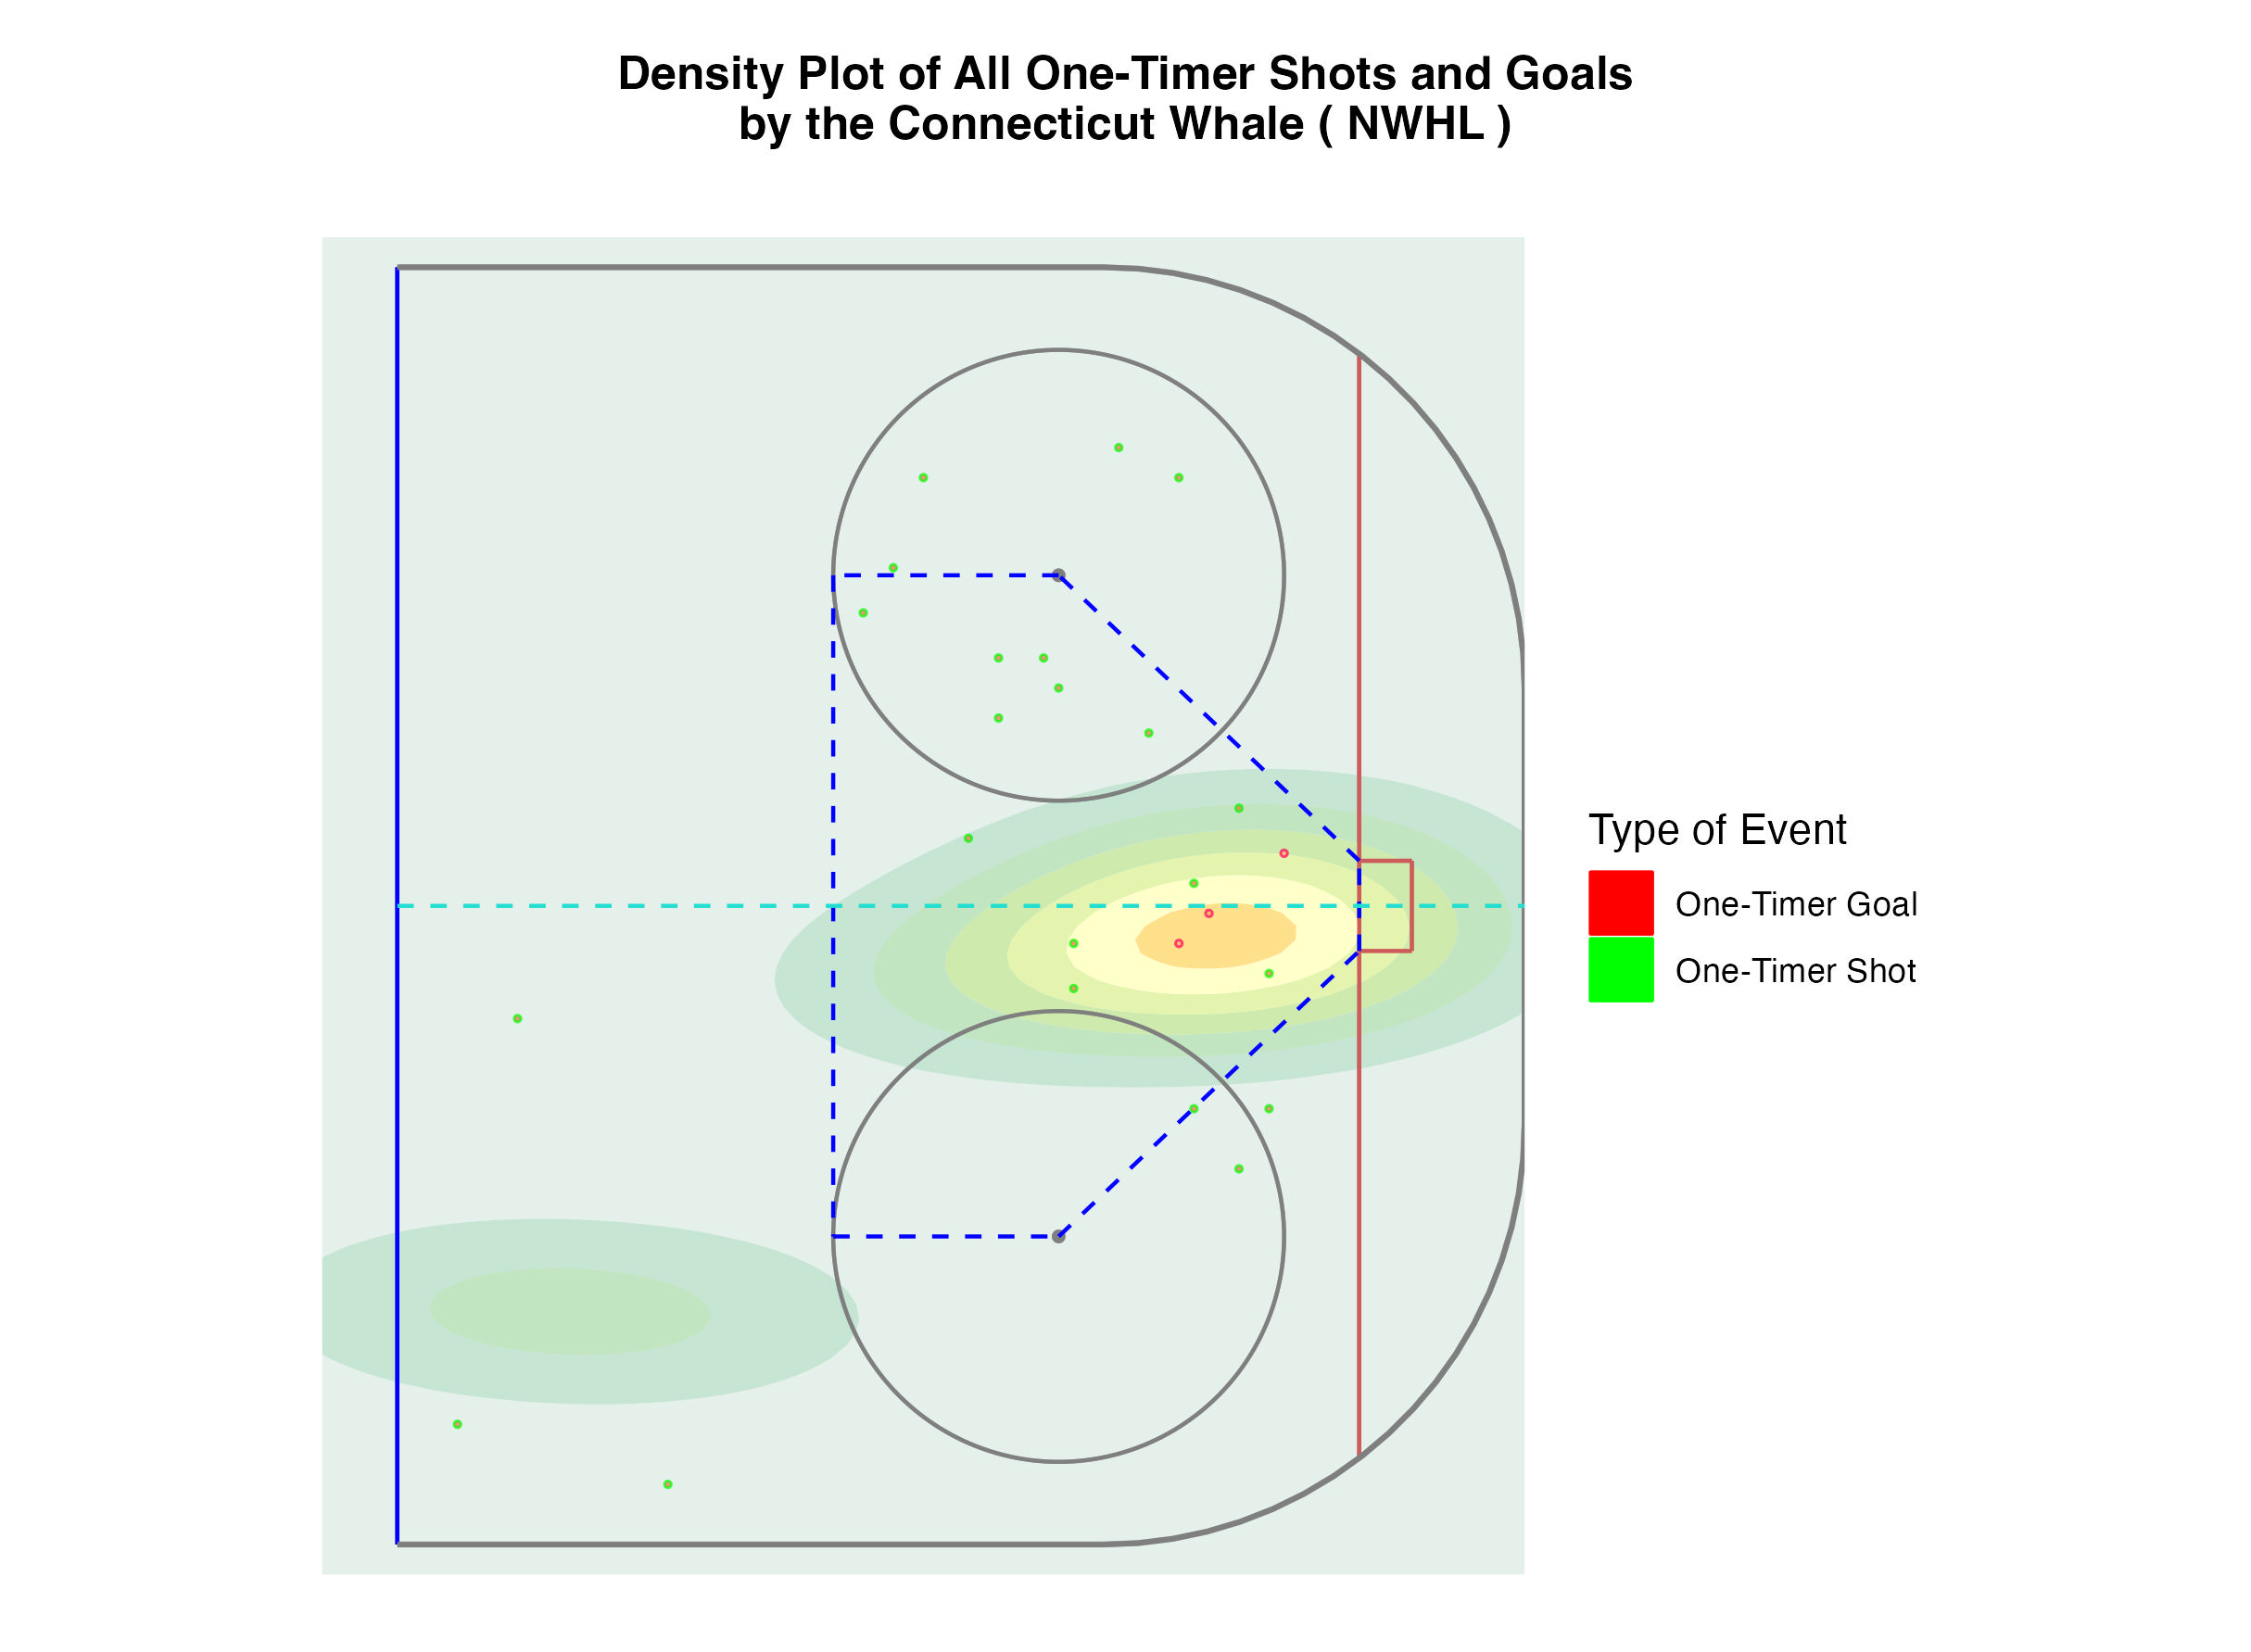 Density Plot of All One-Timer Shots and Goals
by the Connecticut Whale ( NWHL )
Type of Event
One-Timer Goal
One-Timer Shot